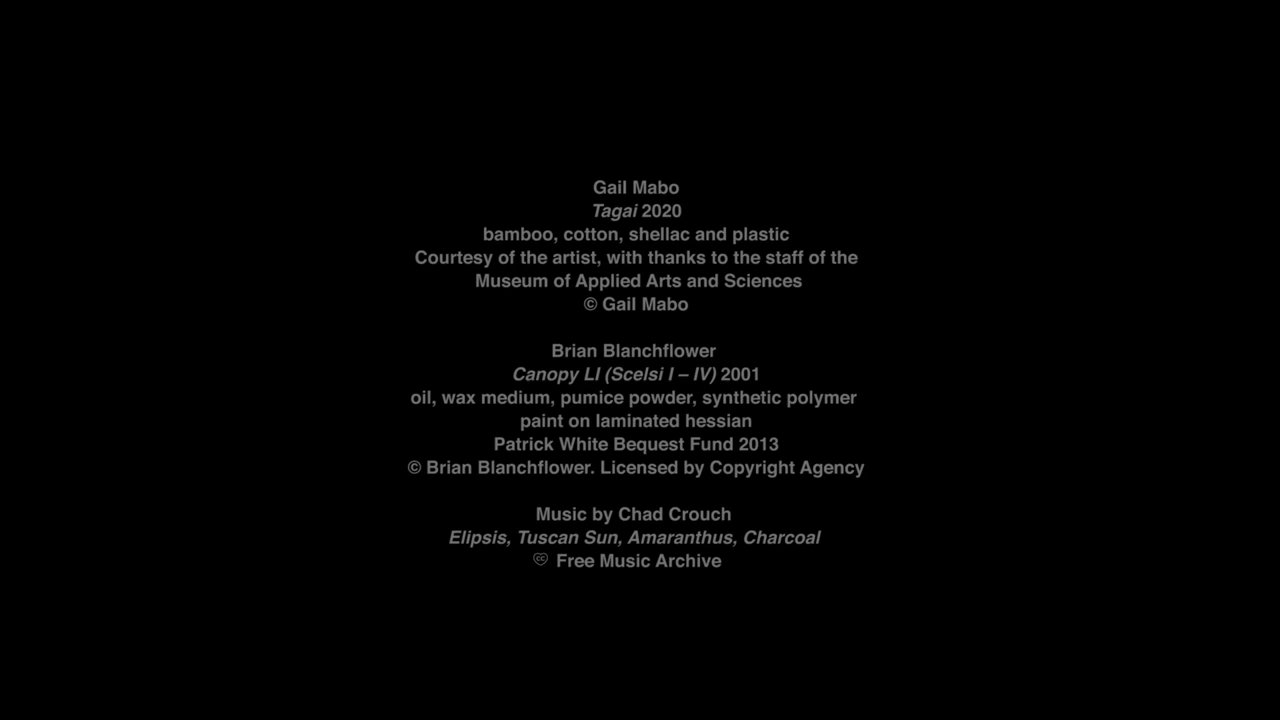 Gail Mabo
Tagai 2020
bamboo, cotton, shellac and plastic
Courtesy of the artist, with thanks to the staff of the
Museum of Applied Arts and Sciences
© Gail Mabo
Brian Blanchflower
Canopy LI (Scelsi I – IV) 2001
oil, wax medium, pumice powder, synthetic polymer
paint on laminated hessian
Patrick White Bequest Fund 2013
© Brian Blanchflower. Licensed by Copyright Agency
Music by Chad Crouch
Elipsis, Tuscan Sun, Amaranthus, Charcoal
cc Free Music Archive